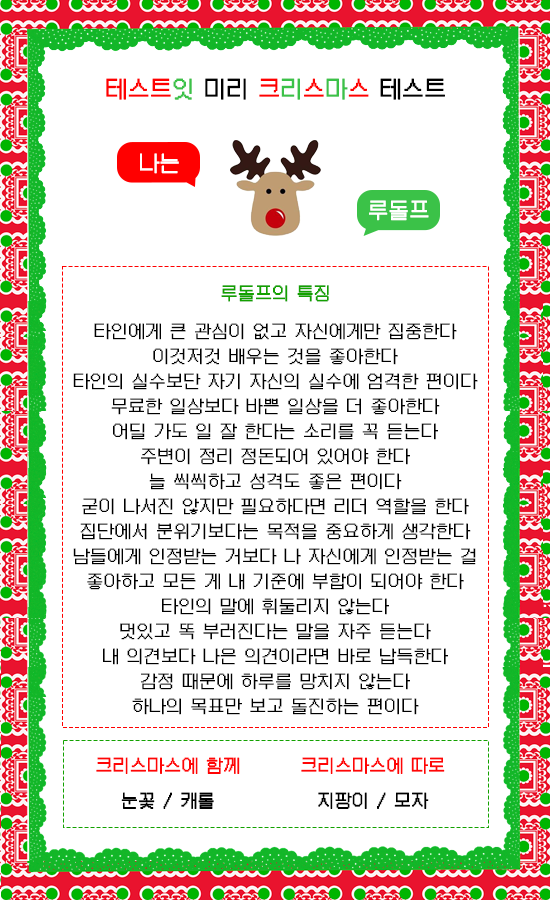 테스트잇 미리 크리스마스 테스트
나는
루돌프
루돌프의 특징
타인에게 큰 관심이 없고 자신에게만 집중한다
이것저것 배우는 것을 좋아한다
타인의 실수보단 자기 자신의 실수에 엄격한 편이다
무료한 일상보다 바쁜 일상을 더 좋아한다
어딜 가도 일 잘 한다는 소리를 꼭 듣는다
주변이 정리 정돈되어 있어야 한다
늘 씩씩하고 성격도 좋은 편이다
굳이 나서진 않지만 필요하다면 리더 역할을 한다
집단에서 분위기보다는 목적을 중요하게 생각한다
남들에게 인정받는 거보다 나 자신에게 인정받는 걸
좋아하고 모든 게 내 기준에 부합이 되어야 한다
타인의 말에 휘둘리지 않는다
멋있고 똑 부러진다는 말을 자주 듣는다
내 의견보다 나은 의견이라면 바로 납득한다
감정 때문에 하루를 망치지 않는다
하나의 목표만 보고 돌진하는 편이다
크리스마스에 함께 크리스마스에 따로
눈꽃 / 캐롤 지팡이 / 모자